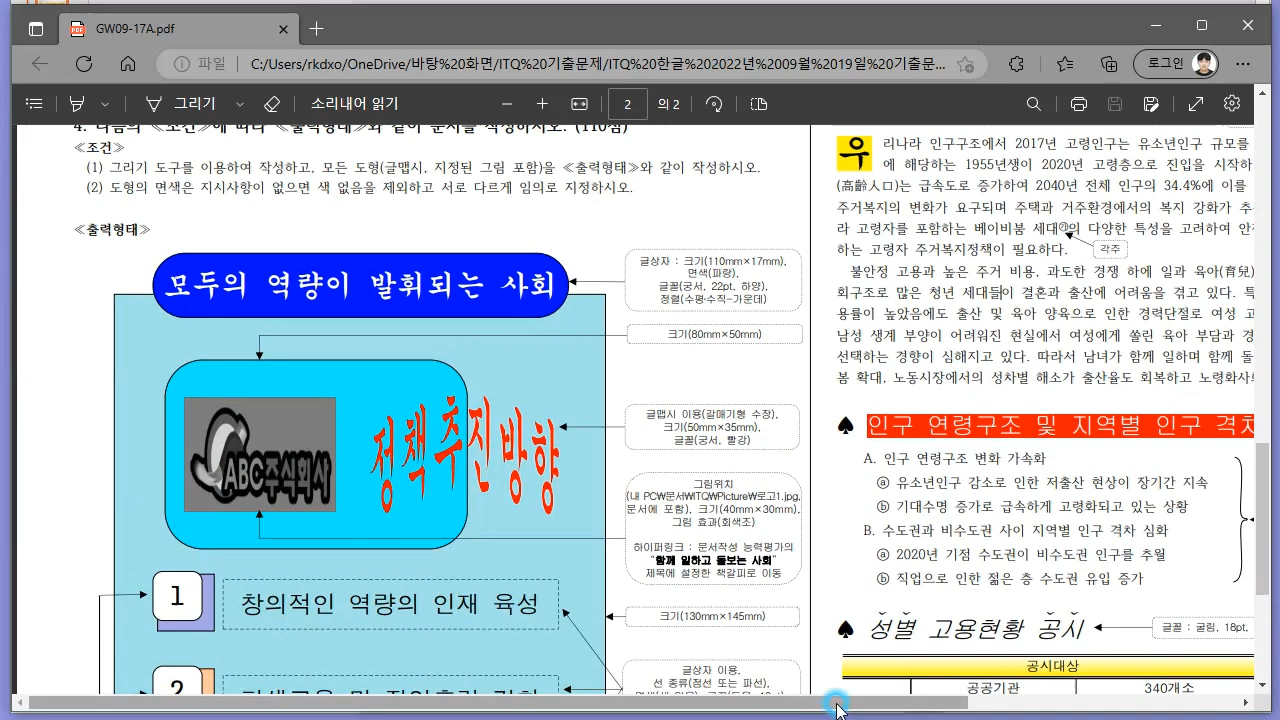 GW09-17A.pdf
파일
C:/Users/rkdxo/OneDrive/바탕%20화면/ITQ%20기출문제/ITQ%20한글%202022년%2009월%2019일%20기출문...
로그인
그리기
소리내어 읽기
2
의 2
4. 다음의 ≪조건≫에 따라 ≪출력형태≫와 같이 문서를 작성하시오. (110점)
≪조건≫
(1) 그리기 도구를 이용하여 작성하고, 모든 도형(글맵시, 지정된 그림 포함)을 ≪출력형태≫와 같이 작성하시오.
(2) 도형의 면색은 지시사항이 없으면 색 없음을 제외하고 서로 다르게 임의로 지정하시오.
≪출력형태≫
모두의 역량이 발휘되는 사회
글상자 : 크기(110mm×17mm),
면색(파랑),
글꼴(궁서, 22pt, 하양),
정렬(수평·수직-가운데)
크기(80mm×50mm)
ABC주식회사
정책추진방향
글맵시 이용(갈매기형 수장),
크기(50mm×35mm),
글꼴(궁서, 빨강)
그림위치
(내 PC₩문서₩ITQ₩Picture₩로고1.jpg,
문서에 포함), 크기(40mm×30mm),
그림 효과(회색조)
하이퍼링크 : 문서작성 능력평가의
"함께 일하고 돌보는 사회"
제목에 설정한 책갈피로 이동
1
창의적인 역량의 인재 육성
크기(130mm×145mm)
2
글상자 이용,
선 종류(점선 또는 파선),
우
리나라 인구구조에서 2017년 고령인구는 유소년인구 규모를
에 해당하는 1955년생이 2020년 고령층으로 진입을 시작하
(高齡人口)는 급속도로 증가하여 2040년 전체 인구의 34.4%에 이를
주거복지의 변화가 요구되며 주택과 거주환경에서의 복지 강화가 추
라 고령자를 포함하는 베이비붐 세대㉮의 다양한 특성을 고려하여 안
하는 고령자 주거복지정책이 필요하다.
각주
불안정 고용과 높은 주거 비용, 과도한 경쟁 하에 일과 육아(育兒)
회구조로 많은 청년 세대들이 결혼과 출산에 어려움을 겪고 있다. 특
용률이 높았음에도 출산 및 육아 양육으로 인한 경력단절로 여성 고
남성 생계 부양이 어려워진 현실에서 여성에게 쏠린 육아 부담과 경
선택하는 경향이 심해지고 있다. 따라서 남녀가 함께 일하며 함께 돌
봄 확대, 노동시장에서의 성차별 해소가 출산율도 회복하고 노령화사회
♠ 인구 연령구조 및 지역별 인구 격차
A. 인구 연령구조 변화 가속화
ⓐ 유소년인구 감소로 인한 저출산 현상이 장기간 지속
ⓑ 기대수명 증가로 급속하게 고령화되고 있는 상황
B. 수도권과 비수도권 사이 지역별 인구 격차 심화
ⓐ 2020년 기점 수도권이 비수도권 인구를 추월
ⓑ 직업으로 인한 젊은 층 수도권 유입 증가
♠ 성별 고용현황 공시
글꼴 : 굴림, 18pt,
공시대상
공공기관
340개소